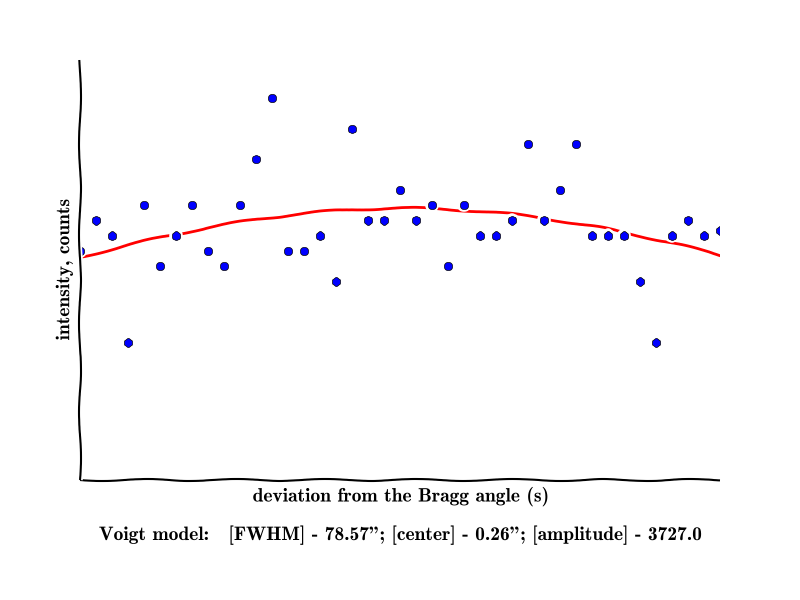 intensity, counts
deviation from the Bragg angle (s)
Voigt model: [FWHM] - 78.57”; [center] - 0.26”; [amplitude] - 3727.0